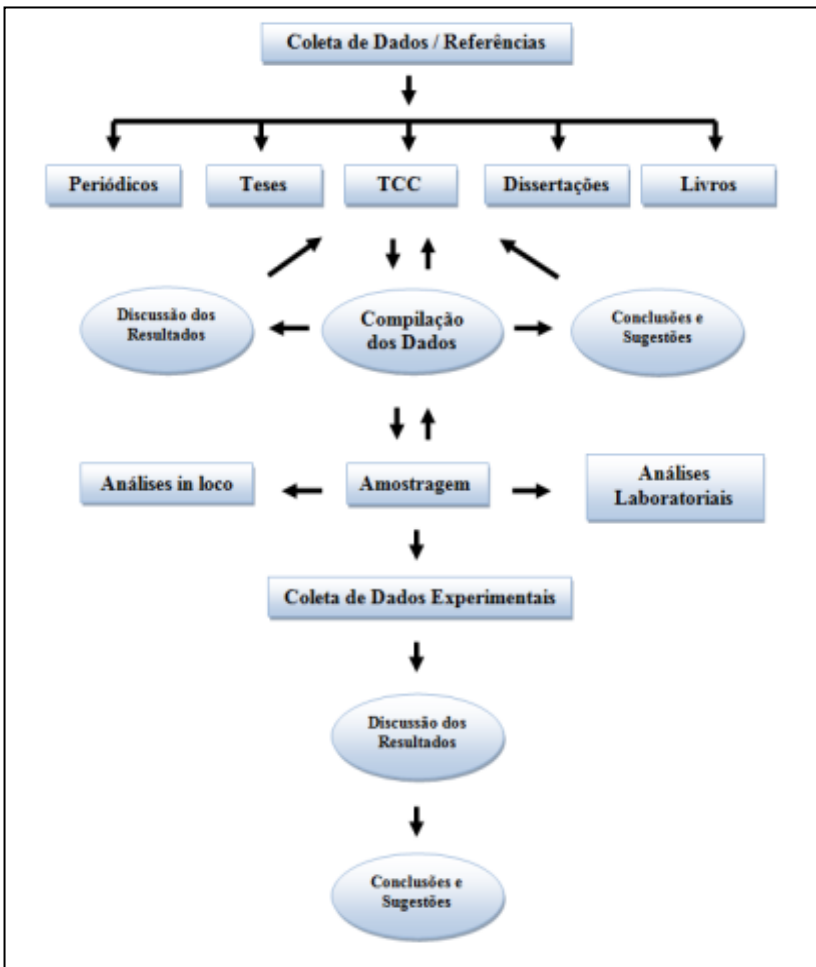 Coleta de Dados / Referências
Periódicos
Teses
TCC
Dissertações
Livros
Discussão dos
Resultados
Compilação
dos Dados
Conclusões e
Sugestões
Análises in loco
Amostragem
Análises
Laboratoriais
Coleta de Dados Experimentais
Discussão dos
Resultados
Conclusões e
Sugestões